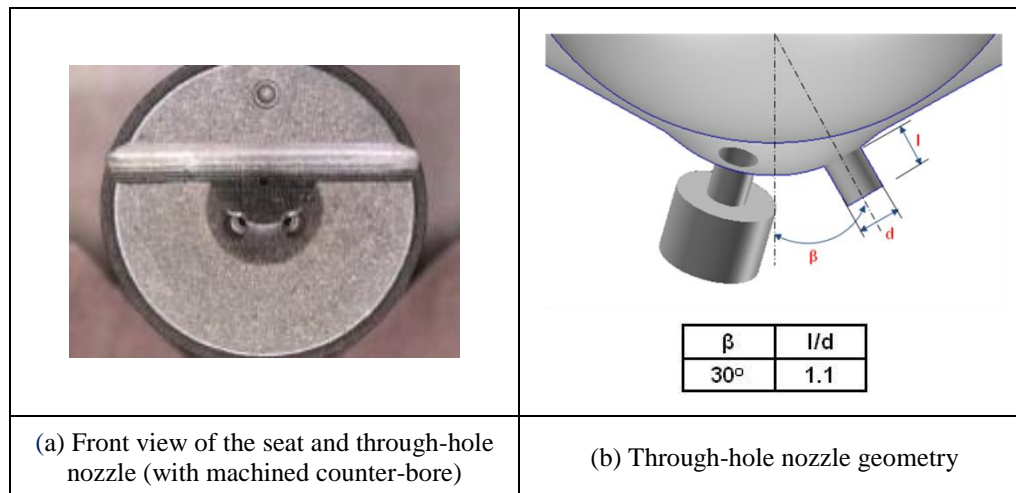 l
d
β
β
l/d
30°
1.1
(a) Front view of the seat and through-hole
nozzle (with machined counter-bore)
(b) Through-hole nozzle geometry